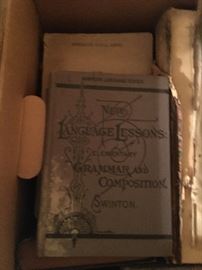 NEW
LANGUAGE LESSONS:
ELEMENTARY
GRAMMAR AND
COMPOSITION.
SWINTON.